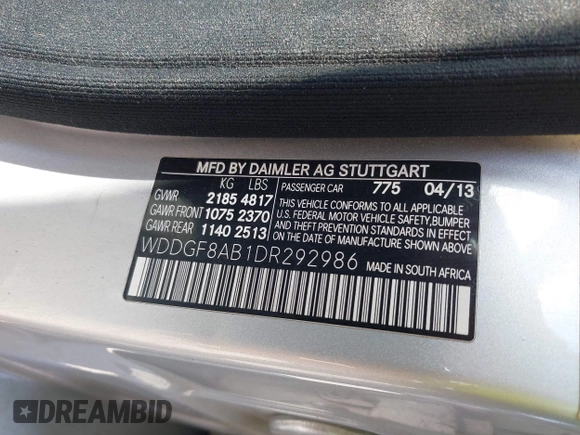 MFD BY DAIMLER AG STUTTGART
KG LBS
GVWR 2185 4817
GAWR FRONT 1075 2370
GAWR REAR 1140 2513
PASSENGER CAR 775 04/13
THIS VEHICLE CONFORMS TO ALL APPLICABLE
U.S. FEDERAL MOTOR VEHICLE SAFETY, BUMPER
AND THEFT PREVENTION STANDARDS IN EFFECT
ON THE DATE OF MANUFACTURE SHOWN ABOVE.
WDDGF8AB1DR292986 MADE IN SOUTH AFRICA
DREAMBID